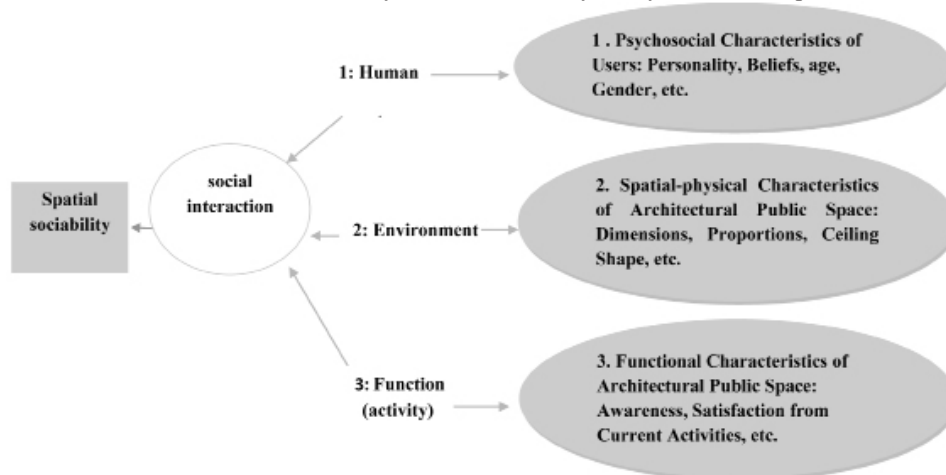 1 . Psychosocial Characteristics of
Users: Personality, Beliefs, age,
Gender, etc.
1: Human
social
interaction
Spatial
sociability
2: Environment
2. Spatial-physical Characteristics
of Architectural Public Space:
Dimensions, Proportions, Ceiling
Shape, etc.
3: Function
(activity)
3. Functional Characteristics of
Architectural Public Space:
Awareness, Satisfaction from
Current Activities, etc.